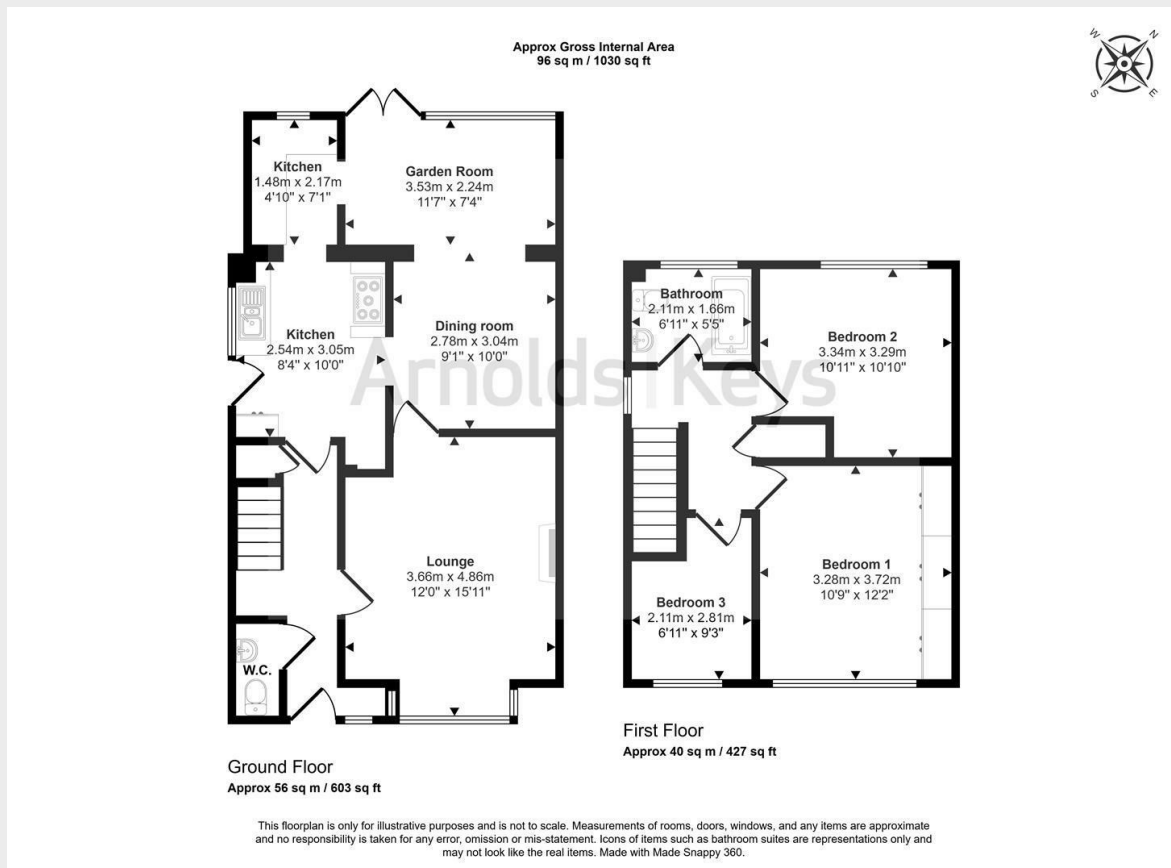 Approx Gross Internal Area
96 sq m / 1030 sq ft
W
N
S
E
Kitchen
1.48m x 2.17m
4'10" x 7'1"
Garden Room
3.53m x 2.24m
11'7" x 7'4"
Kitchen
2.54m x 3.05m
8'4" x 10'0"
Dining room
2.78m x 3.04m
9'1" x 10'0"
Bathroom
2.11m x 1.66m
6'11" x 5'5"
Bedroom 2
3.34m x 3.29m
10'11" x 10'10"
Arnolds | Keys
Lounge
3.66m x 4.86m
12'0" x 15'11"
Bedroom 1
3.28m x 3.72m
10'9" x 12'2"
Bedroom 3
2.11m x 2.81m
6'11" x 9'3"
W.C.
First Floor
Approx 40 sq m / 427 sq ft
Ground Floor
Approx 56 sq m / 603 sq ft
This floorplan is only for illustrative purposes and is not to scale. Measurements of rooms, doors, windows, and any items are approximate
and no responsibility is taken for any error, omission or mis-statement. Icons of items such as bathroom suites are representations only and
may not look like the real items. Made with Made Snappy 360.